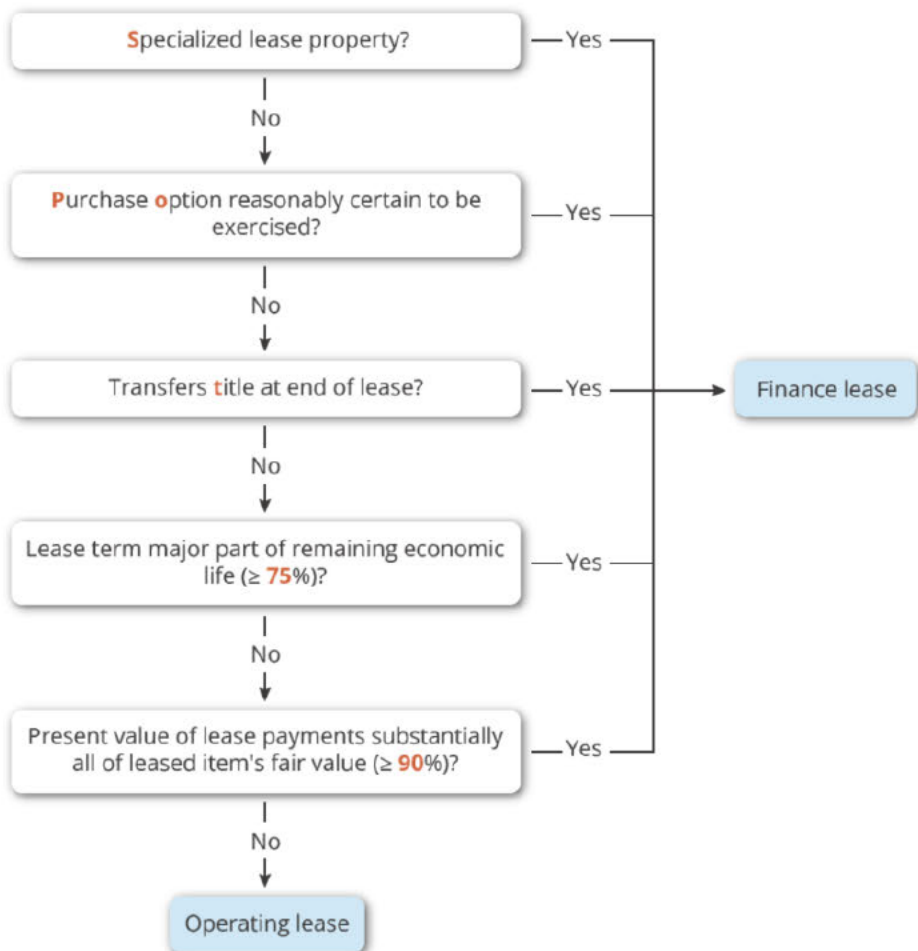 Specialized lease property?
Yes
No
Purchase option reasonably certain to be
exercised?
Yes
No
Transfers title at end of lease?
Yes
Finance lease
No
Lease term major part of remaining economic
life (≥ 75%)?
Yes
No
Present value of lease payments substantially
all of leased item's fair value (≥ 90%)?
Yes
No
Operating lease